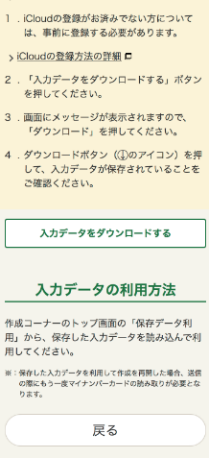 1 ．iCloudの登録がお済みでない方について
は、事前に登録する必要があります。
iCloudの登録方法の詳細
2 ．「入力データをダウンロードする」ボタン
を押してください。
3 ．画面にメッセージが表示されますので、
「ダウンロード」を押してください。
4 ．ダウンロードボタン（↓のアイコン）を押
して、入力データが保存されていることを
ご確認ください。
入力データをダウンロードする
入力データの利用方法
作成コーナーのトップ画面の「保存データ利
用」から、保存した入力データを読み込んで利
用してください。
※：保存した入力データを利用して作成を再開した場合、送信
の際にもう一度マイナンバーカードの読み取りが必要とな
ります。
戻る